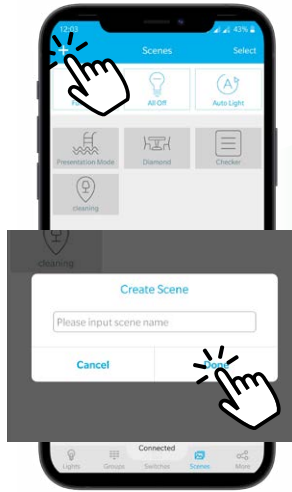 12:03 43%
+ Scenes Select
All Off Auto Light
Presentation Mode Diamond Checker
cleaning
cleaning
Create Scene
Please input scene name
Cancel Done
Connected
Lights Groups Switches Scenes More